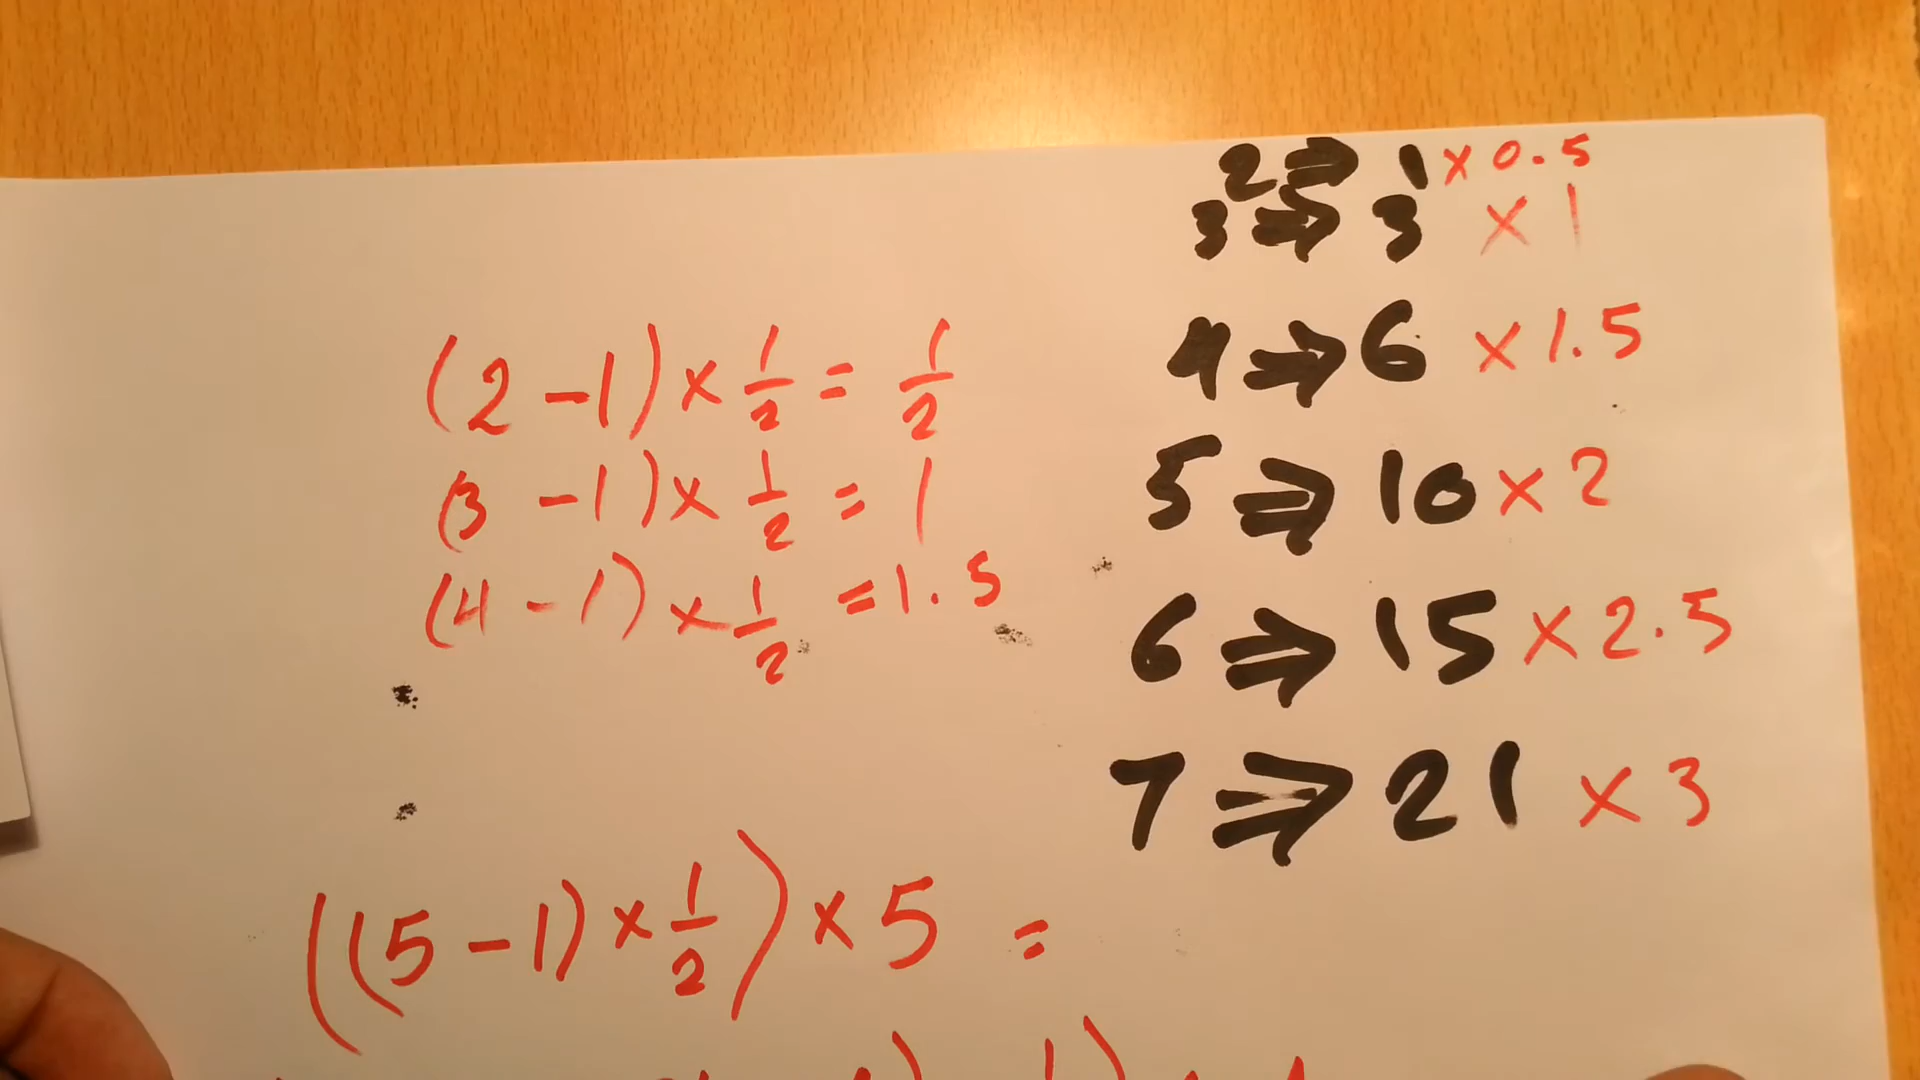 2 ⇒ 1 × 0.5
3 ⇒ 3 × 1
4 ⇒ 6 × 1.5
5 ⇒ 10 × 2
6 ⇒ 15 × 2.5
7 ⇒ 21 × 3
(2 - 1) × 1/2 = 1/2
(3 - 1) × 1/2 = 1
(4 - 1) × 1/2 = 1.5
((5 - 1) × 1/2) × 5 =